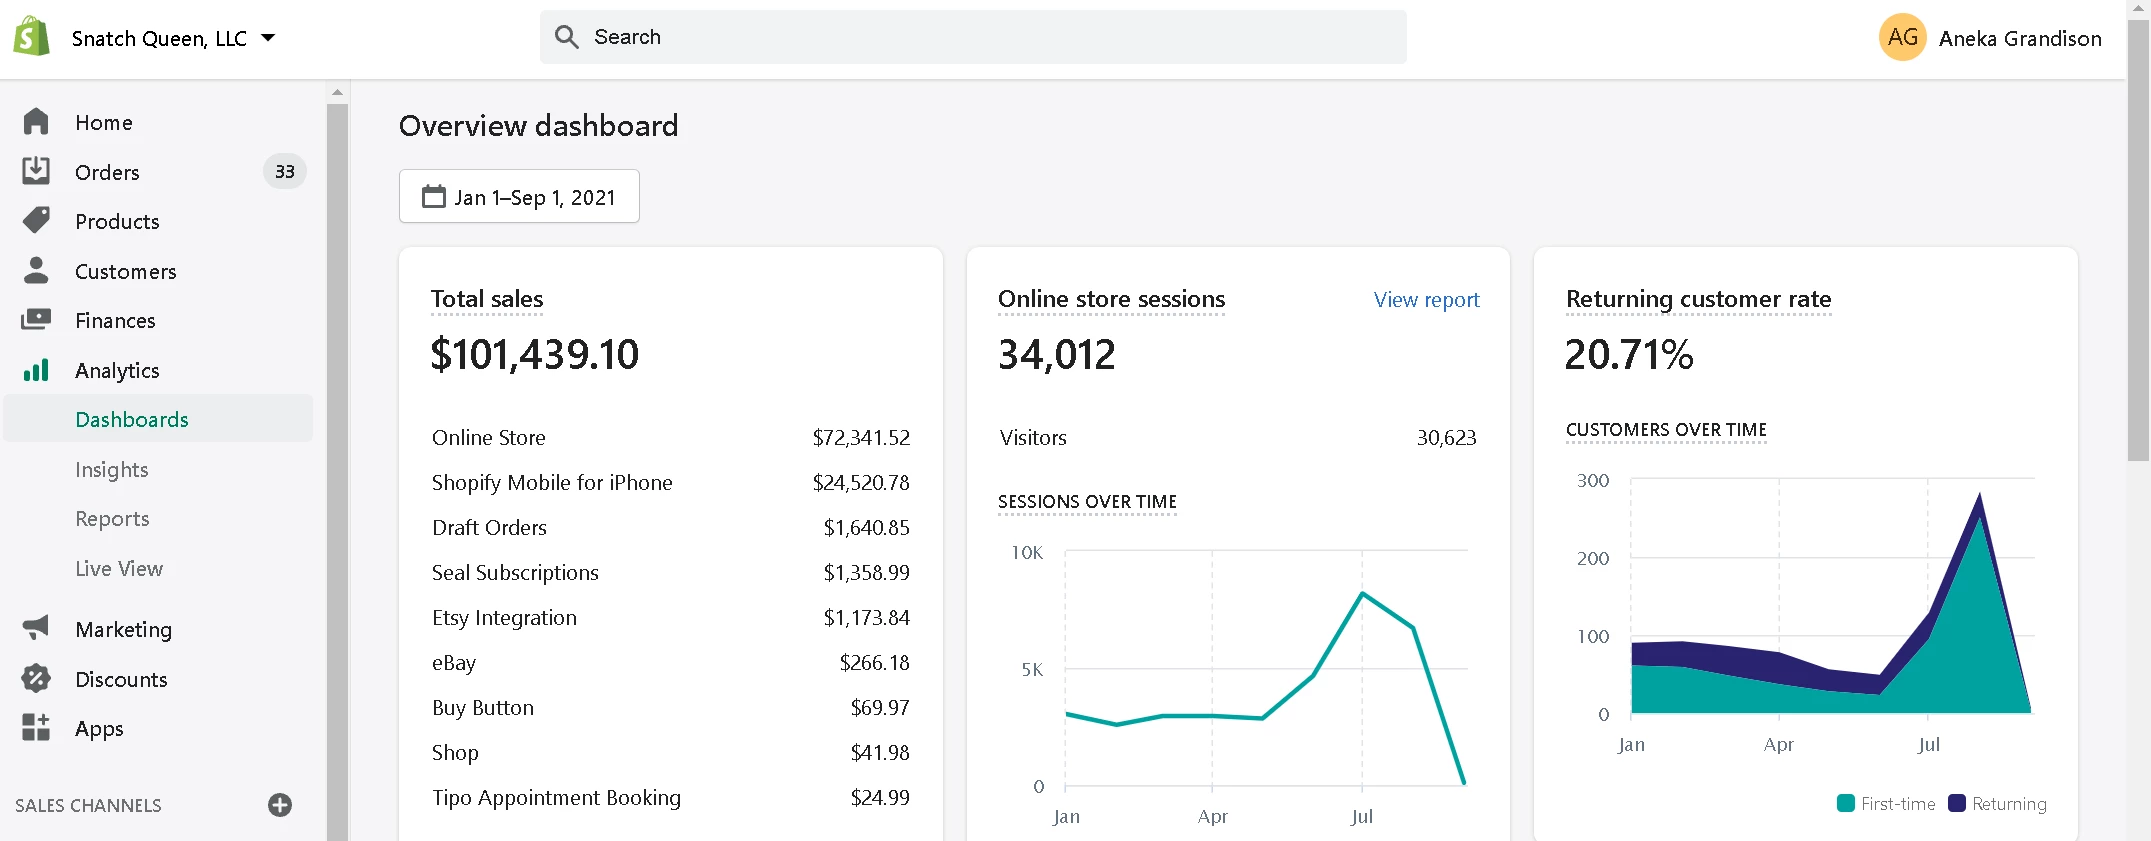 Snatch Queen, LLC
Search
AG Aneka Grandison
Home
Orders 33
Products
Customers
Finances
Analytics
Dashboards
Insights
Reports
Live View
Marketing
Discounts
Apps
SALES CHANNELS
Overview dashboard
Jan 1–Sep 1, 2021
Total sales
$101,439.10
Online Store $72,341.52
Shopify Mobile for iPhone $24,520.78
Draft Orders $1,640.85
Seal Subscriptions $1,358.99
Etsy Integration $1,173.84
eBay $266.18
Buy Button $69.97
Shop $41.98
Tipo Appointment Booking $24.99
Online store sessions View report
34,012
Visitors 30,623
SESSIONS OVER TIME
10K
5K
0
Jan Apr Jul
Returning customer rate
20.71%
CUSTOMERS OVER TIME
300
200
100
0
Jan Apr Jul
First-time Returning